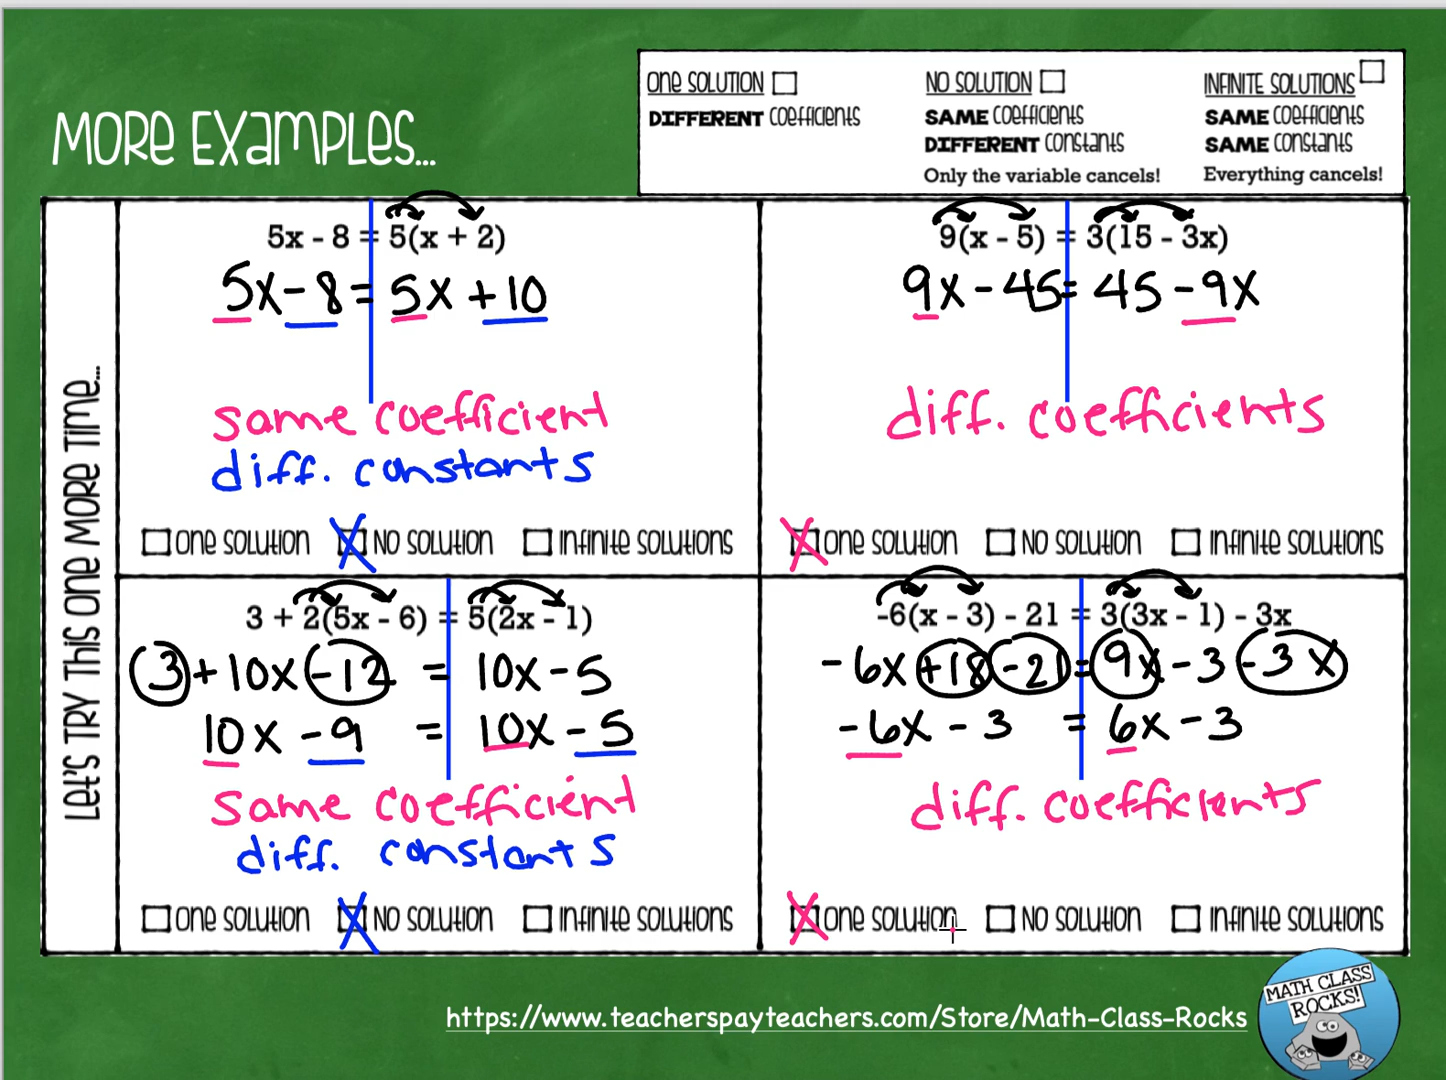 MORE EXAMPLES...
ONE SOLUTION
DIFFERENT COEFFICIENTS
NO SOLUTION
SAME COEFFICIENTS
DIFFERENT CONSTANTS
Only the variable cancels!
INFINITE SOLUTIONS
SAME COEFFICIENTS
SAME CONSTANTS
Everything cancels!
LET'S TRY THIS ONE MORE TIME...
5x - 8 = 5(x + 2)
5x - 8 = 5x + 10
same coefficient
diff. constants
ONE SOLUTION NO SOLUTION INFINITE SOLUTIONS
9(x - 5) = 3(15 - 3x)
9x - 45 = 45 - 9x
diff. coefficients
ONE SOLUTION NO SOLUTION INFINITE SOLUTIONS
3 + 2(5x - 6) = 5(2x - 1)
3 + 10x - 12 = 10x - 5
10x - 9 = 10x - 5
same coefficient
diff. constants
ONE SOLUTION NO SOLUTION INFINITE SOLUTIONS
-6(x - 3) - 21 = 3(3x - 1) - 3x
-6x + 18 - 21 = 9x - 3 - 3x
-6x - 3 = 6x - 3
diff. coefficients
ONE SOLUTION NO SOLUTION INFINITE SOLUTIONS
https://www.teacherspayteachers.com/Store/Math-Class-Rocks
MATH CLASS
ROCKS!